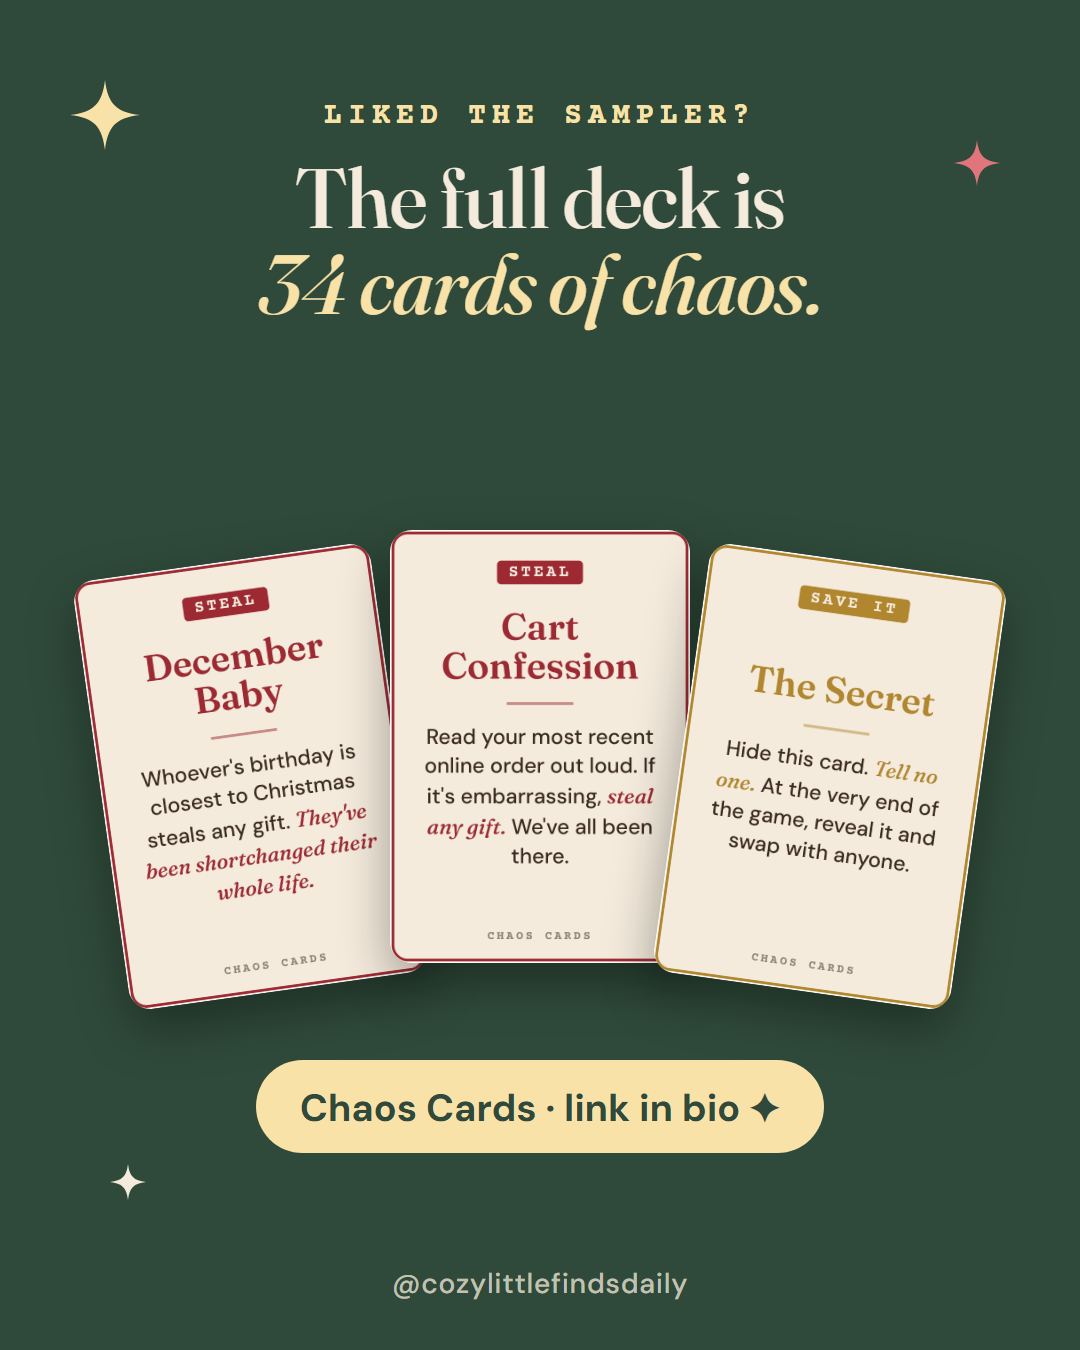 LIKED THE SAMPLER?
The full deck is
34 cards of chaos.
STEAL
December
Baby
Whoever's birthday is
closest to Christmas
steals any gift. They've
been shortchanged their
whole life.
CHAOS CARDS
STEAL
Cart
Confession
Read your most recent
online order out loud. If
it's embarrassing, steal
any gift. We've all been
there.
CHAOS CARDS
SAVE IT
The Secret
Hide this card. Tell no
one. At the very end of
the game, reveal it and
swap with anyone.
CHAOS CARDS
Chaos Cards · link in bio ✦
@cozylittlefindsdaily